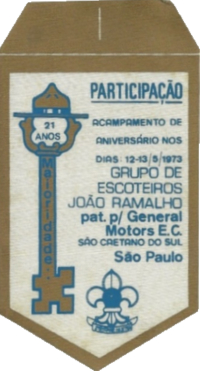 PARTICIPAÇÃO
21
ANOS
Maioridade
ACAMPAMENTO DE
ANIVERSÁRIO NOS
DIAS 12-13/5/1973
GRUPO DE
ESCOTEIROS
JOÃO RAMALHO
pat. p/ General
Motors E.C.
SÃO CAETANO DO SUL
São Paulo